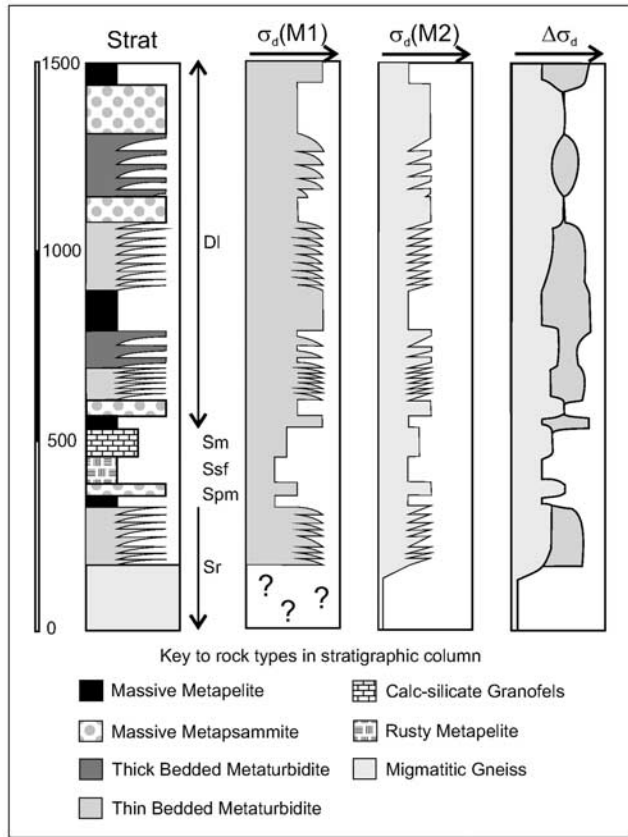 Strat
σd(M1)
σd(M2)
Δσd
1500
1000
500
0
Dl
Sm
Ssf
Spm
Sr
? ? ?
Key to rock types in stratigraphic column
Massive Metapelite
Calc-silicate Granofels
Massive Metapsammite
Rusty Metapelite
Thick Bedded Metaturbidite
Migmatitic Gneiss
Thin Bedded Metaturbidite